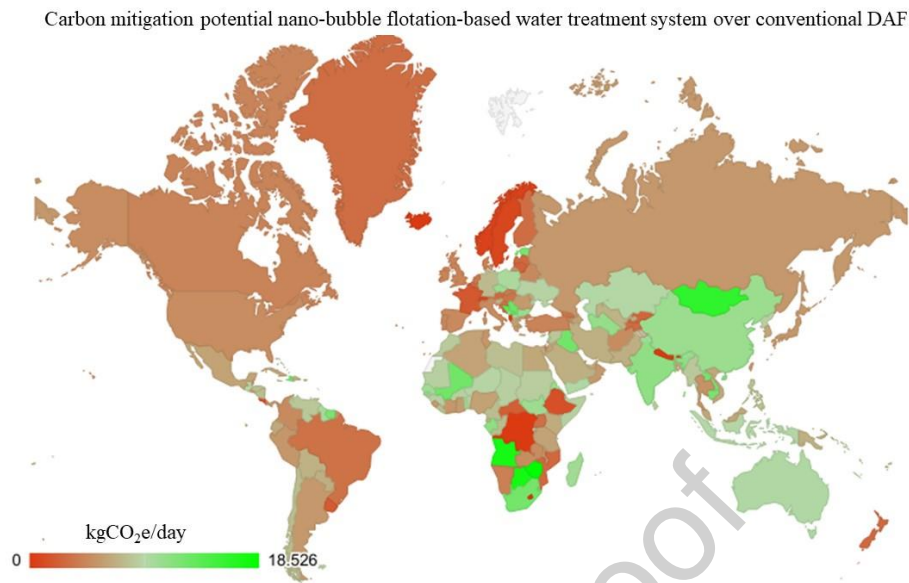 Carbon mitigation potential nano-bubble flotation-based water treatment system over conventional DAF
kgCO₂e/day
0 18.526